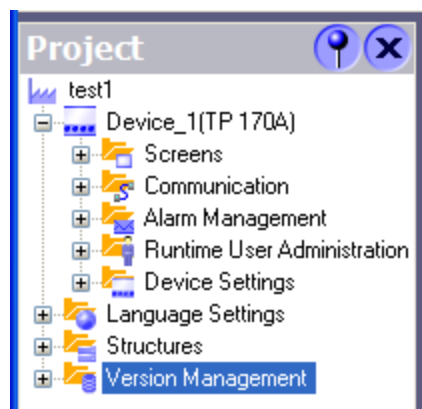 Project
test1
Device_1(TP 170A)
Screens
Communication
Alarm Management
Runtime User Administration
Device Settings
Language Settings
Structures
Version Management